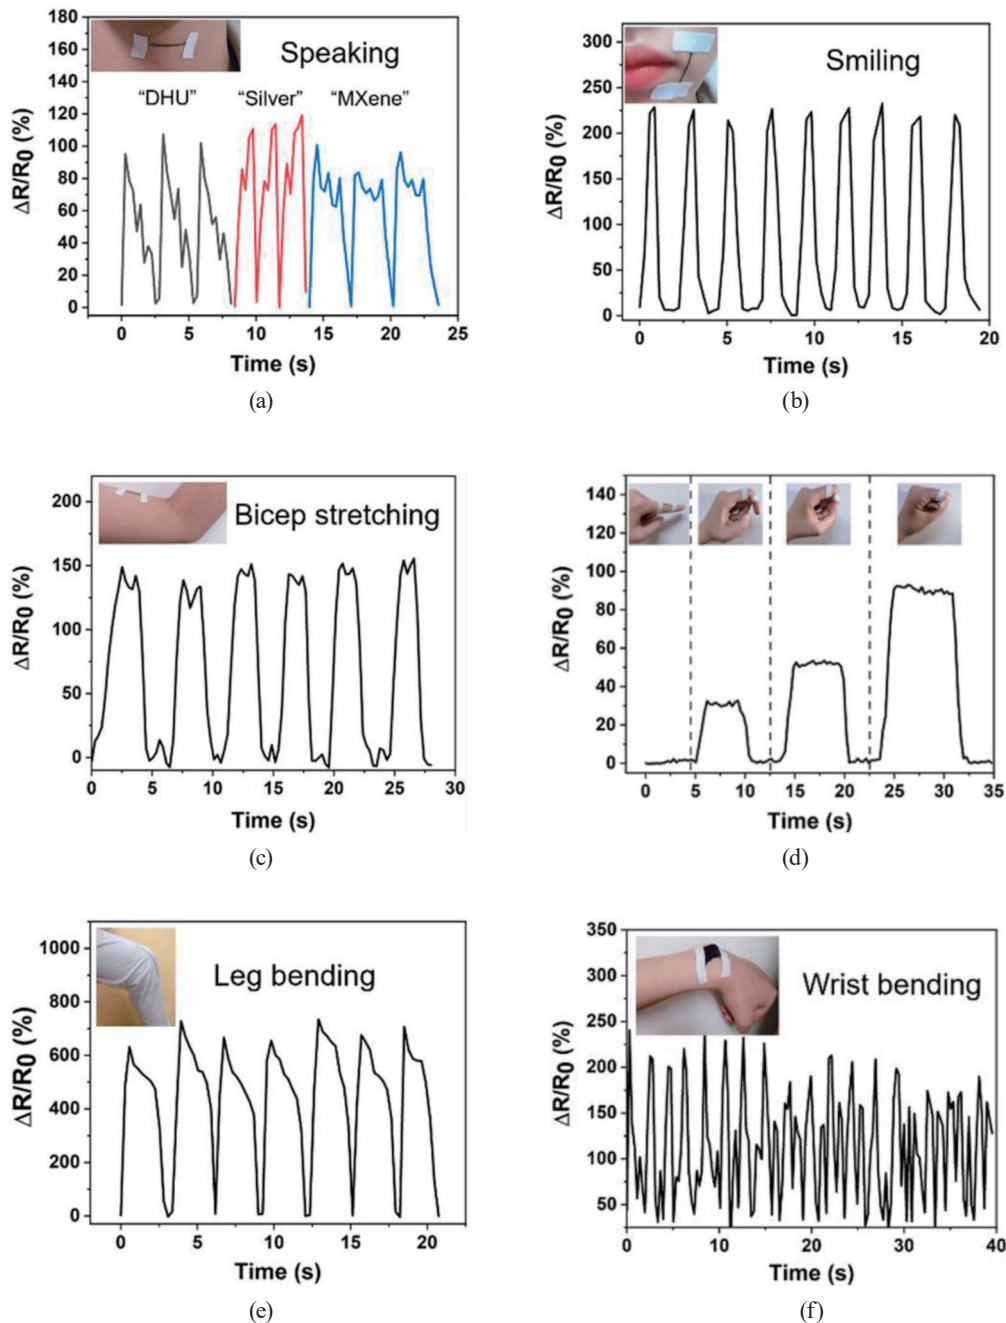 180
160
140
120
100
80
60
40
20
0
ΔR/R0 (%)
Speaking
“DHU” “Silver” “MXene”
0 5 10 15 20 25
Time (s)
(a)
300
250
200
150
100
50
0
ΔR/R0 (%)
Smiling
0 5 10 15 20
Time (s)
(b)
200
150
100
50
0
ΔR/R0 (%)
Bicep stretching
0 5 10 15 20 25 30
Time (s)
(c)
140
120
100
80
60
40
20
0
ΔR/R0 (%)
0 5 10 15 20 25 30 35
Time (s)
(d)
1000
800
600
400
200
0
ΔR/R0 (%)
Leg bending
0 5 10 15 20
Time (s)
(e)
350
300
250
200
150
100
50
ΔR/R0 (%)
Wrist bending
0 10 20 30 40
Time (s)
(f)